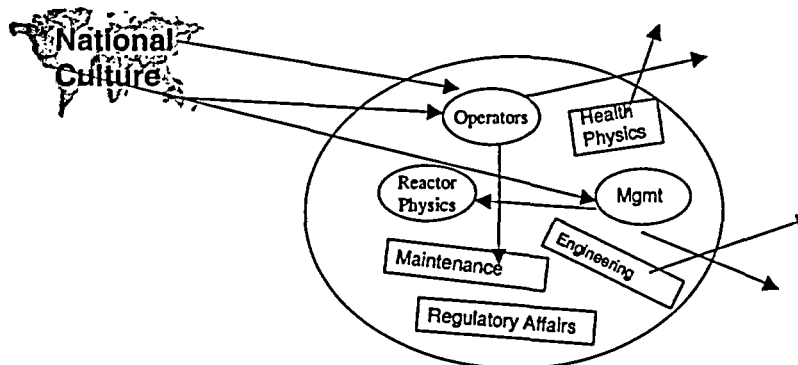 National
Culture
Operators
Health
Physics
Reactor
Physics
Mgmt
Engineering
Maintenance
Regulatory Affairs